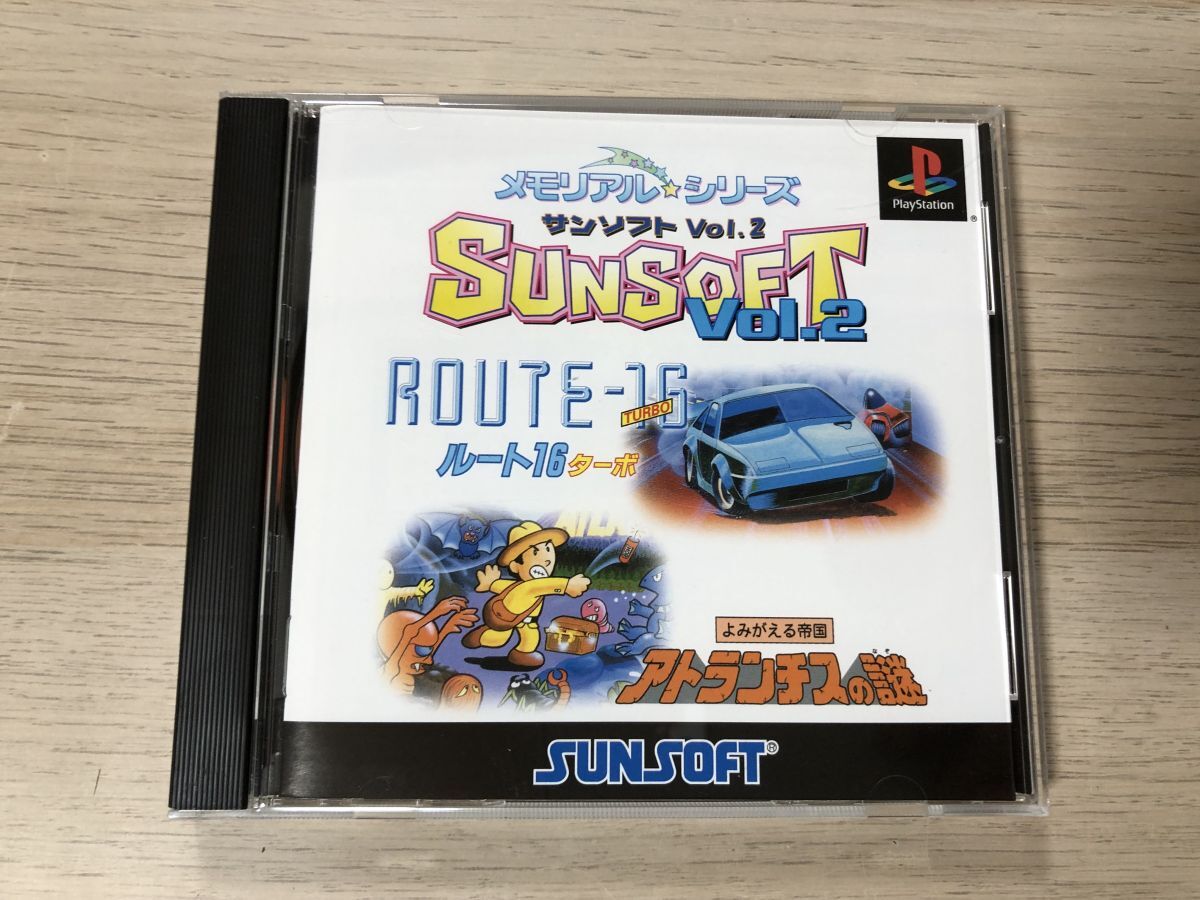 メモリアル☆シリーズ
サンソフト Vol.2
SUNSOFT
Vol.2
PlayStation
®
ROUTE-16
TURBO
ルート16ターボ
よみがえる帝国
なぞ
アトランチスの謎
SUNSOFT®